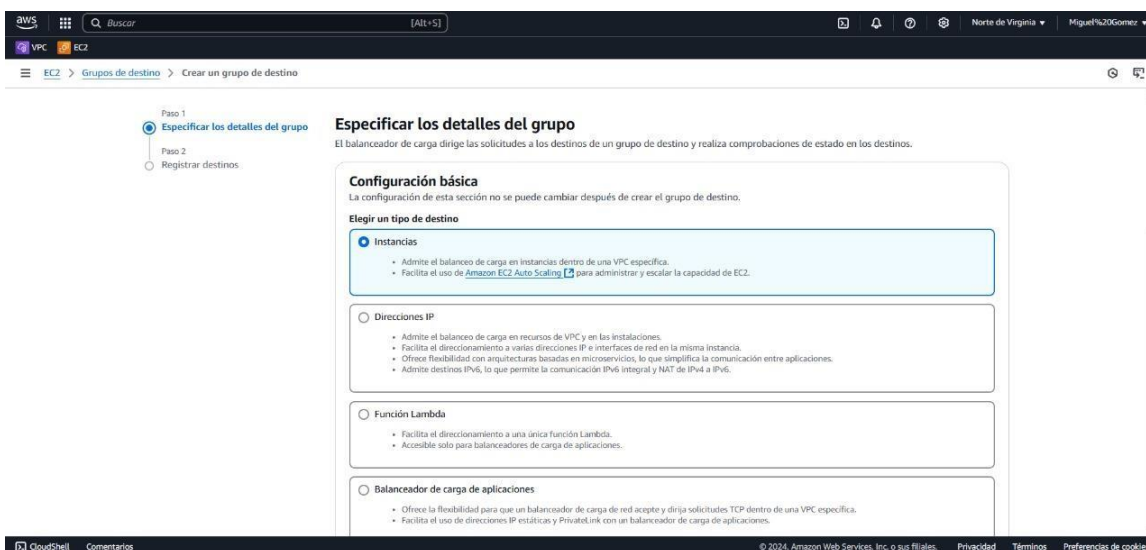 aws
Buscar
[Alt+S]
Norte de Virginia
Miguel%20Gomez
VPC
EC2
EC2 > Grupos de destino > Crear un grupo de destino
Paso 1
Especificar los detalles del grupo
Paso 2
Registrar destinos
Especificar los detalles del grupo
El balanceador de carga dirige las solicitudes a los destinos de un grupo de destino y realiza comprobaciones de estado en los destinos.
Configuración básica
La configuración de esta sección no se puede cambiar después de crear el grupo de destino.
Elegir un tipo de destino
Instancias
• Admite el balanceo de carga en instancias dentro de una VPC específica.
• Facilita el uso de Amazon EC2 Auto Scaling para administrar y escalar la capacidad de EC2.
Direcciones IP
• Admite el balanceo de carga en recursos de VPC y en las instalaciones.
• Facilita el direccionamiento a varias direcciones IP e interfaces de red en la misma instancia.
• Ofrece flexibilidad con arquitecturas basadas en microservicios, lo que simplifica la comunicación entre aplicaciones.
• Admite destinos IPv6, lo que permite la comunicación IPv6 integral y NAT de IPv4 a IPv6.
Función Lambda
• Facilita el direccionamiento a una única función Lambda.
• Accesible solo para balanceadores de carga de aplicaciones.
Balanceador de carga de aplicaciones
• Ofrece la flexibilidad para que un balanceador de carga de red acepte y dirija solicitudes TCP dentro de una VPC específica.
• Facilita el uso de direcciones IP estáticas y PrivateLink con un balanceador de carga de aplicaciones.
CloudShell
Comentarios
© 2024, Amazon Web Services, Inc. o sus filiales.
Privacidad
Términos
Preferencias de cookies